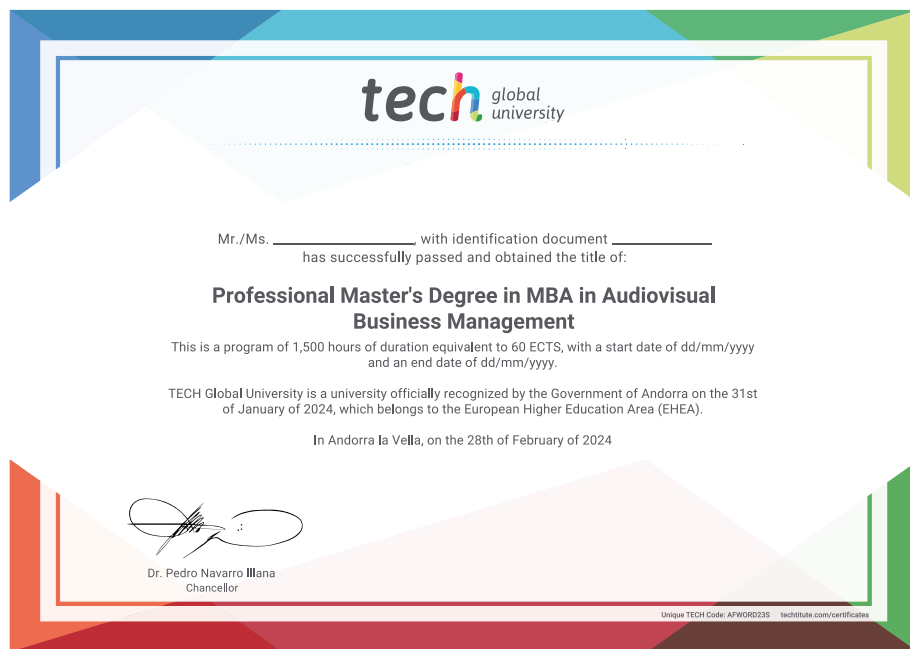 tech global
university
Mr./Ms. ____________________, with identification document ______________
has successfully passed and obtained the title of:
Professional Master's Degree in MBA in Audiovisual
Business Management
This is a program of 1,500 hours of duration equivalent to 60 ECTS, with a start date of dd/mm/yyyy
and an end date of dd/mm/yyyy.
TECH Global University is a university officially recognized by the Government of Andorra on the 31st
of January of 2024, which belongs to the European Higher Education Area (EHEA).
In Andorra la Vella, on the 28th of February of 2024
Dr. Pedro Navarro Illana
Chancellor
Unique TECH Code: AFWORD23S techtitute.com/certificates